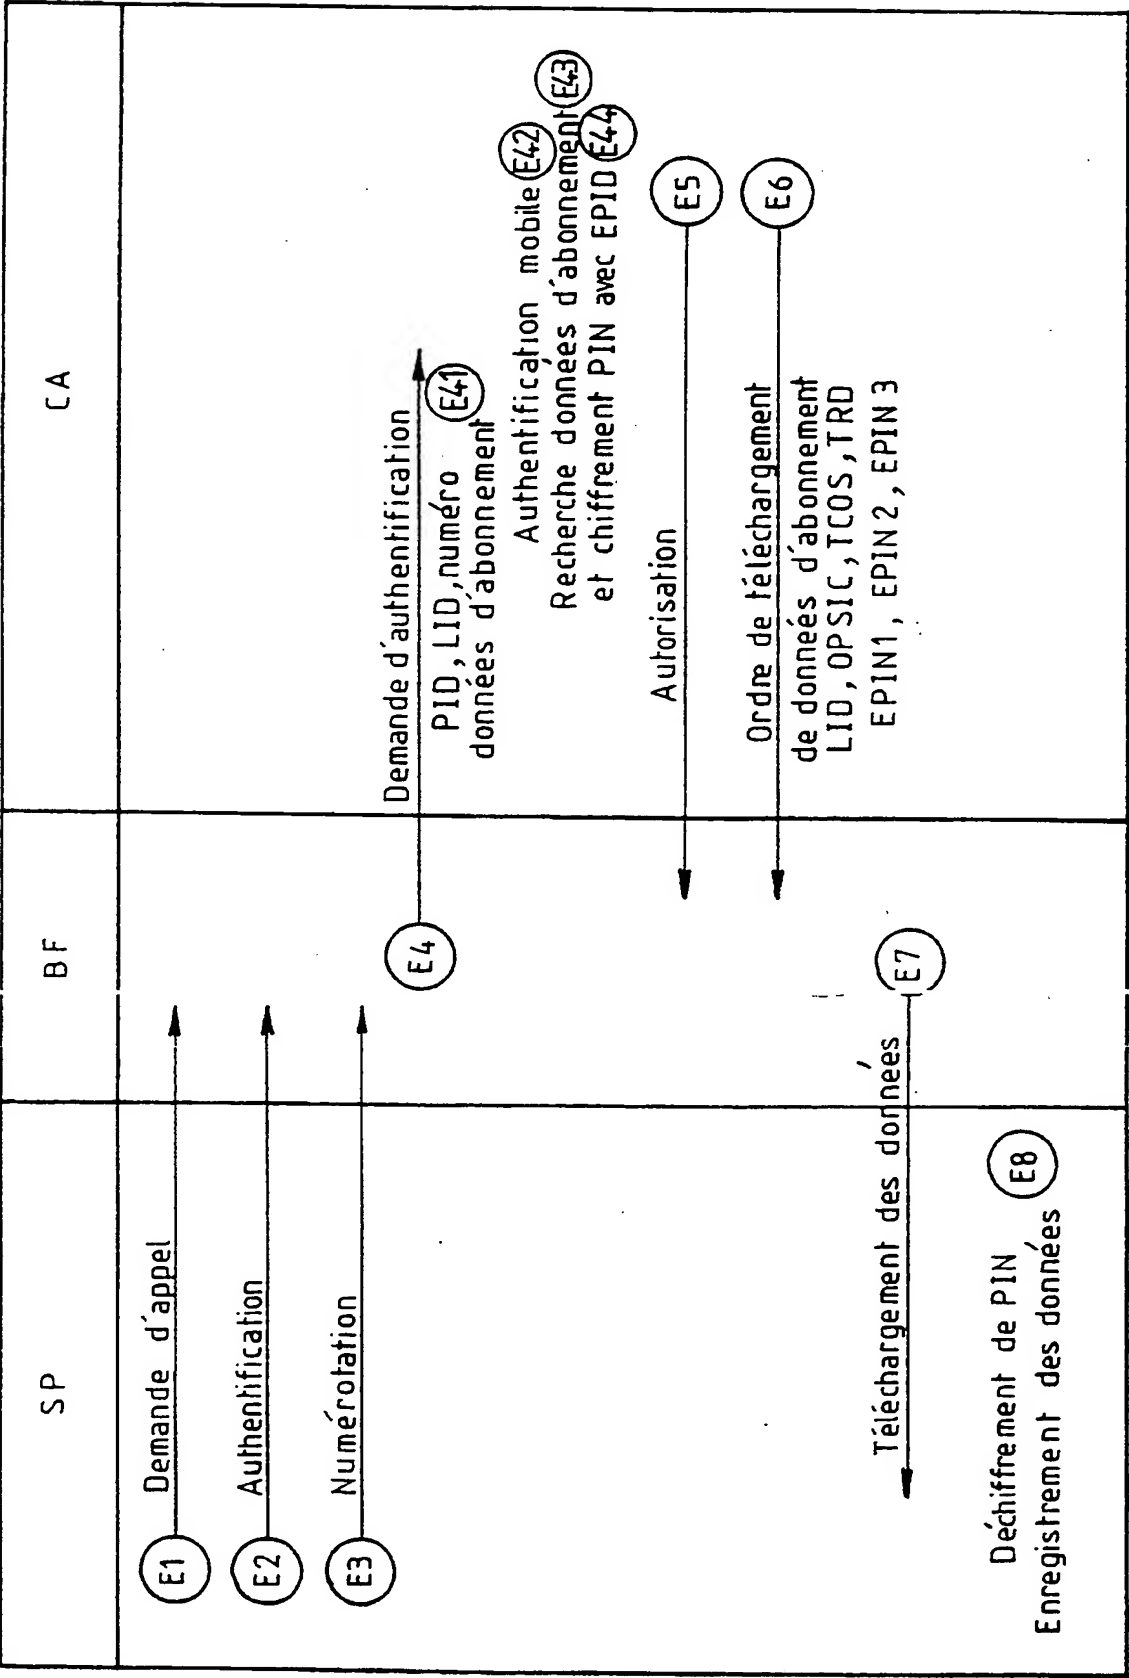 SP
BF
CA
E1
Demande d'appel
E2
Authentification
E3
Numérotation
E4
Demande d'authentification
PID, LID, numéro E41
données d'abonnement
Authentification mobile E42
Recherche données d'abonnement E43
et chiffrement PIN avec EPID E44
Autorisation
E5
E6
Ordre de téléchargement
de données d'abonnement
LID, OPSIC, TCOS, TRD
EPIN1, EPIN2, EPIN3
E7
Téléchargement des données
Déchiffrement de PIN
Enregistrement des données
E8